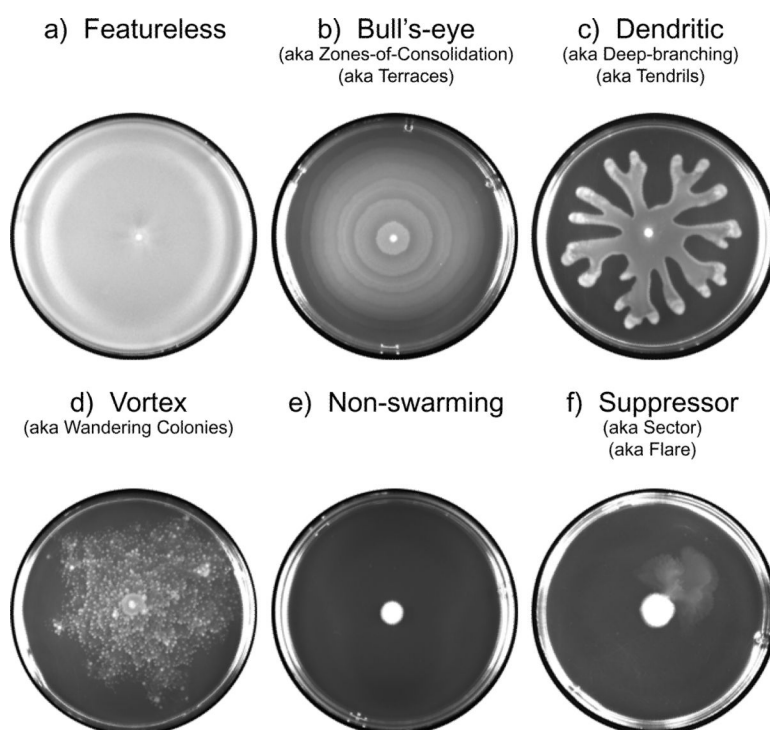 a) Featureless
b) Bull's-eye
(aka Zones-of-Consolidation)
(aka Terraces)
c) Dendritic
(aka Deep-branching)
(aka Tendrils)
d) Vortex
(aka Wandering Colonies)
e) Non-swarming
f) Suppressor
(aka Sector)
(aka Flare)